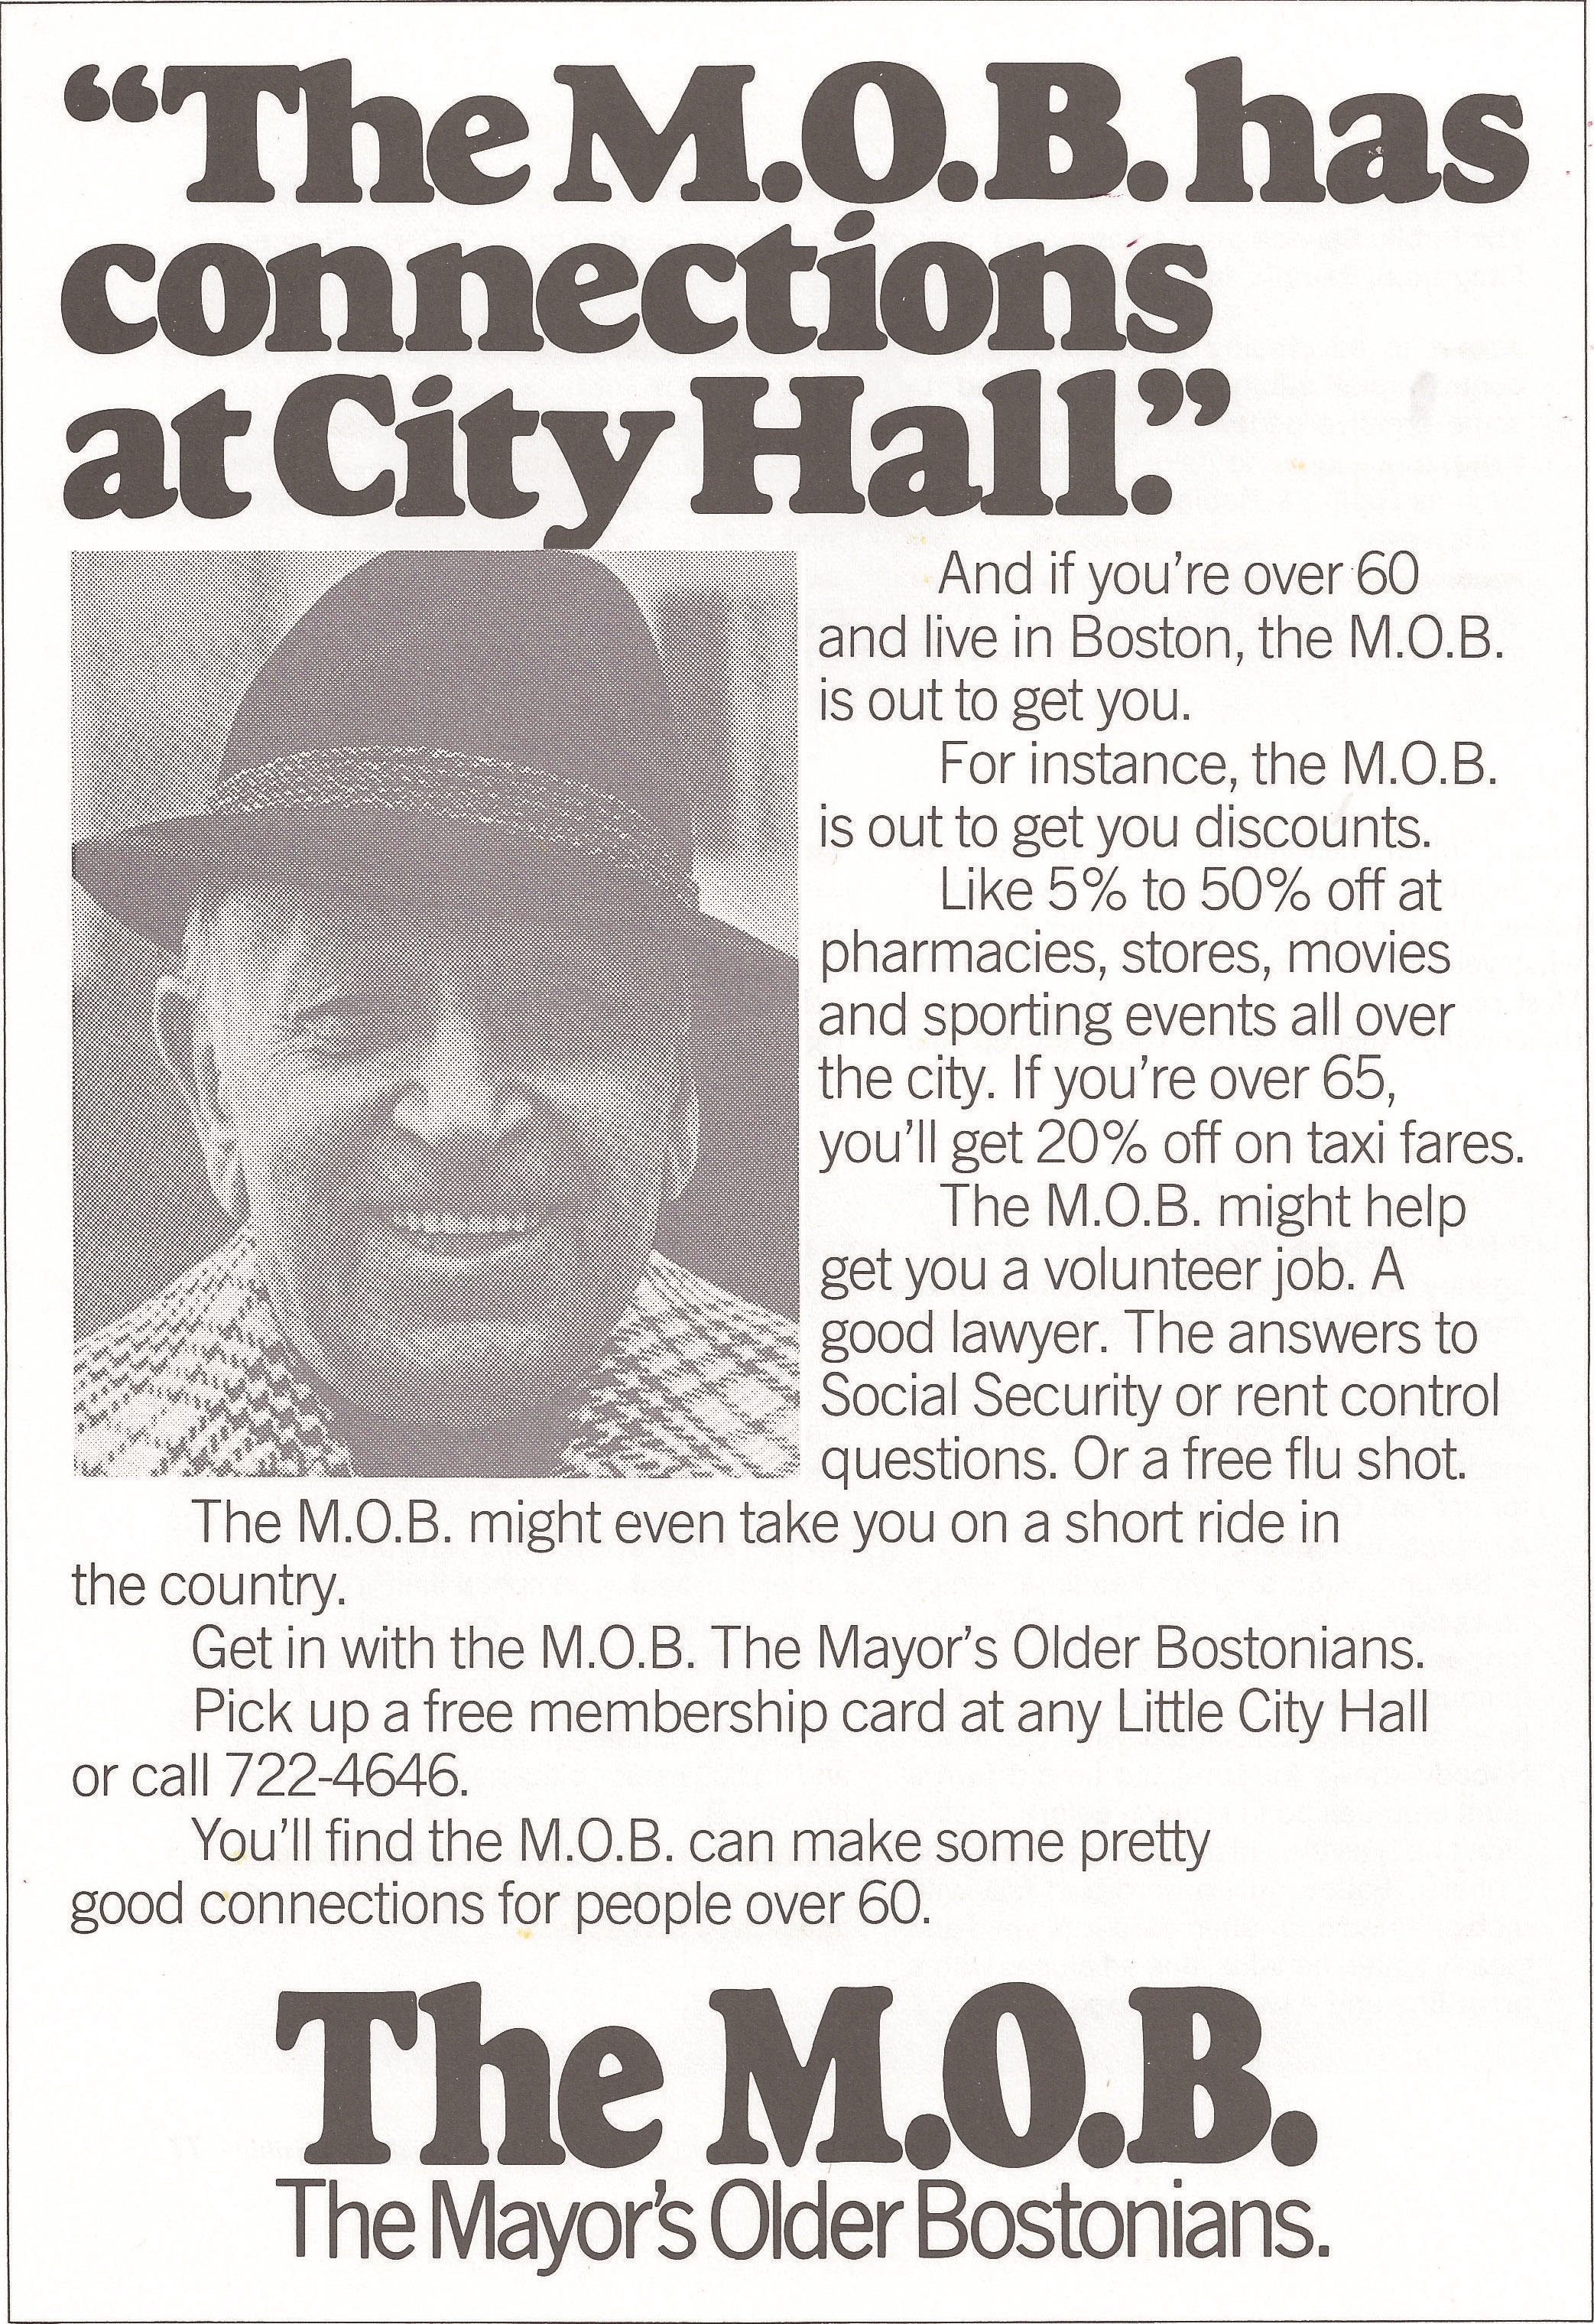 “The M.O.B. has
connections
at City Hall.”
And if you’re over 60
and live in Boston, the M.O.B.
is out to get you.
For instance, the M.O.B.
is out to get you discounts.
Like 5% to 50% off at
pharmacies, stores, movies
and sporting events all over
the city. If you’re over 65,
you’ll get 20% off on taxi fares.
The M.O.B. might help
get you a volunteer job. A
good lawyer. The answers to
Social Security or rent control
questions. Or a free flu shot.
The M.O.B. might even take you on a short ride in
the country.
Get in with the M.O.B. The Mayor’s Older Bostonians.
Pick up a free membership card at any Little City Hall
or call 722-4646.
You’ll find the M.O.B. can make some pretty
good connections for people over 60.
The M.O.B.
The Mayor’s Older Bostonians.